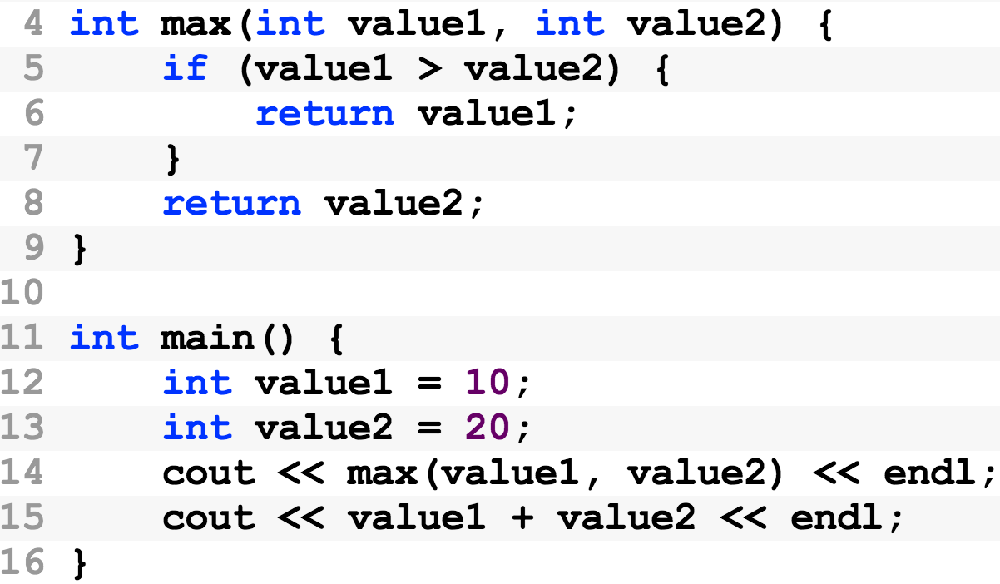 4 int max(int value1, int value2) {
5     if (value1 > value2) {
6         return value1;
7     }
8     return value2;
9 }
10
11 int main() {
12     int value1 = 10;
13     int value2 = 20;
14     cout << max(value1, value2) << endl;
15     cout << value1 + value2 << endl;
16 }